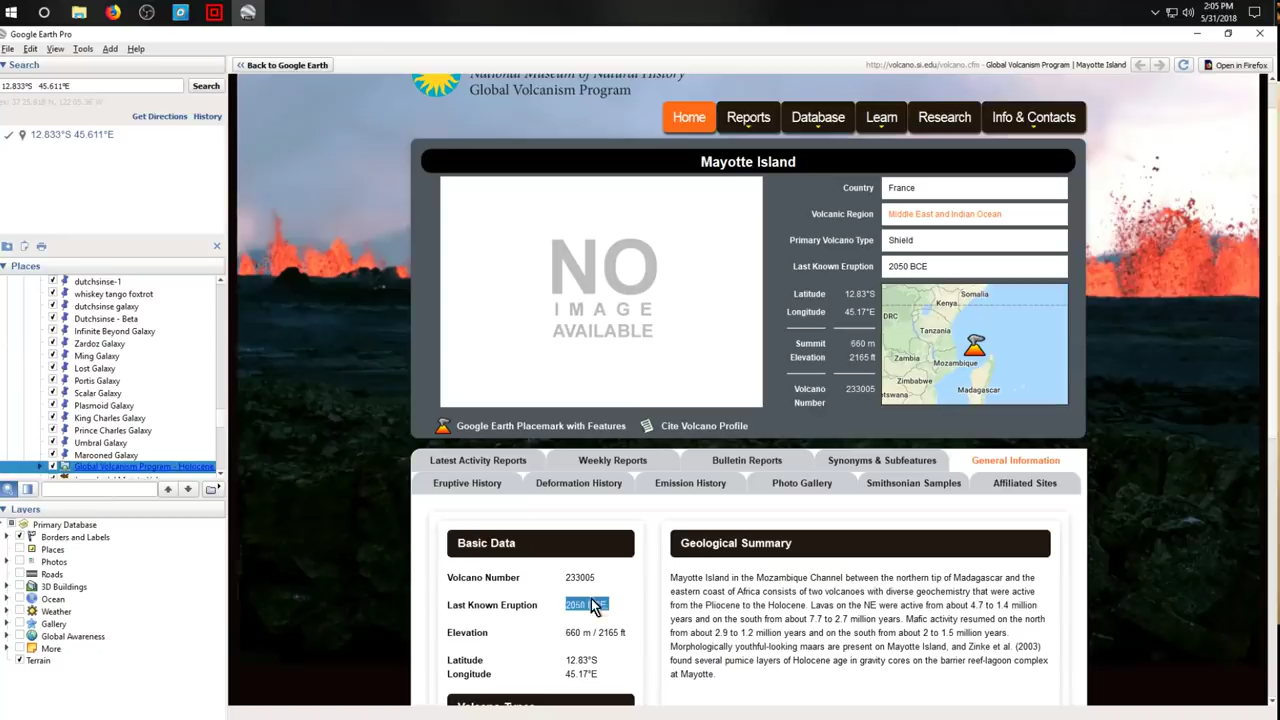 2:05 PM
5/31/2018
Google Earth Pro
File Edit View Tools Add Help
Search
12.833°S 45.611°E
Search
Get Directions History
12.833°S 45.611°E
Places
dutchsinse-1
whiskey tango foxtrot
dutchsinse galaxy
Dutchsinse - Beta
Infinite Beyond Galaxy
Zardoz Galaxy
Ming Galaxy
Lost Galaxy
Portis Galaxy
Scalar Galaxy
Plasmoid Galaxy
King Charles Galaxy
Prince Charles Galaxy
Umbral Galaxy
Marooned Galaxy
Global Volcanism Program - Holocene
Layers
Primary Database
Borders and Labels
Places
Photos
Roads
3D Buildings
Ocean
Weather
Gallery
Global Awareness
More
Terrain
Back to Google Earth
http://volcano.si.edu/volcano.cfm - Global Volcanism Program | Mayotte Island
Open in Firefox
National Museum of Natural History
Global Volcanism Program
Home Reports Database Learn Research Info & Contacts
Mayotte Island
NO
IMAGE
AVAILABLE
Country France
Volcanic Region Middle East and Indian Ocean
Primary Volcano Type Shield
Last Known Eruption 2050 BCE
Latitude 12.83°S
Longitude 45.17°E
Summit 660 m
Elevation 2165 ft
Volcano 233005
Number
Somalia
Kenya
DRC
Tanzania
Zambia
Mozambique
Zimbabwe
Madagascar
otswana
Google Earth Placemark with Features Cite Volcano Profile
Latest Activity Reports Weekly Reports Bulletin Reports Synonyms & Subfeatures General Information
Eruptive History Deformation History Emission History Photo Gallery Smithsonian Samples Affiliated Sites
Basic Data
Volcano Number 233005
Last Known Eruption 2050
Elevation 660 m / 2165 ft
Latitude 12.83°S
Longitude 45.17°E
Geological Summary
Mayotte Island in the Mozambique Channel between the northern tip of Madagascar and the
eastern coast of Africa consists of two volcanoes with diverse geochemistry that were active
from the Pliocene to the Holocene. Lavas on the NE were active from about 4.7 to 1.4 million
years and on the south from about 7.7 to 2.7 million years. Mafic activity resumed on the north
from about 2.9 to 1.2 million years and on the south from about 2 to 1.5 million years.
Morphologically youthful-looking maars are present on Mayotte Island, and Zinke et al. (2003)
found several pumice layers of Holocene age in gravity cores on the barrier reef-lagoon complex
at Mayotte.